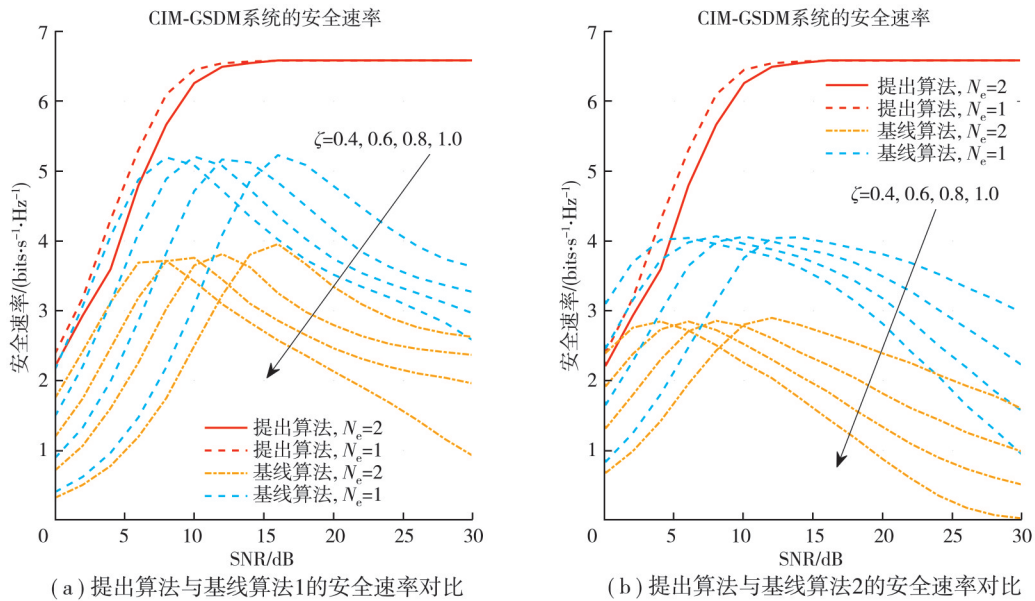 CIM-GSDM系统的安全速率
7
6
5
4
3
2
1
0
5
10
15
20
25
30
安全速率/(bits·s⁻¹·Hz⁻¹)
SNR/dB
ζ=0.4, 0.6, 0.8, 1.0
提出算法, Nₑ=2
提出算法, Nₑ=1
基线算法, Nₑ=2
基线算法, Nₑ=1
(a) 提出算法与基线算法1的安全速率对比
CIM-GSDM系统的安全速率
7
6
5
4
3
2
1
0
5
10
15
20
25
30
安全速率/(bits·s⁻¹·Hz⁻¹)
SNR/dB
提出算法, Nₑ=2
提出算法, Nₑ=1
基线算法, Nₑ=2
基线算法, Nₑ=1
ζ=0.4, 0.6, 0.8, 1.0
(b) 提出算法与基线算法2的安全速率对比